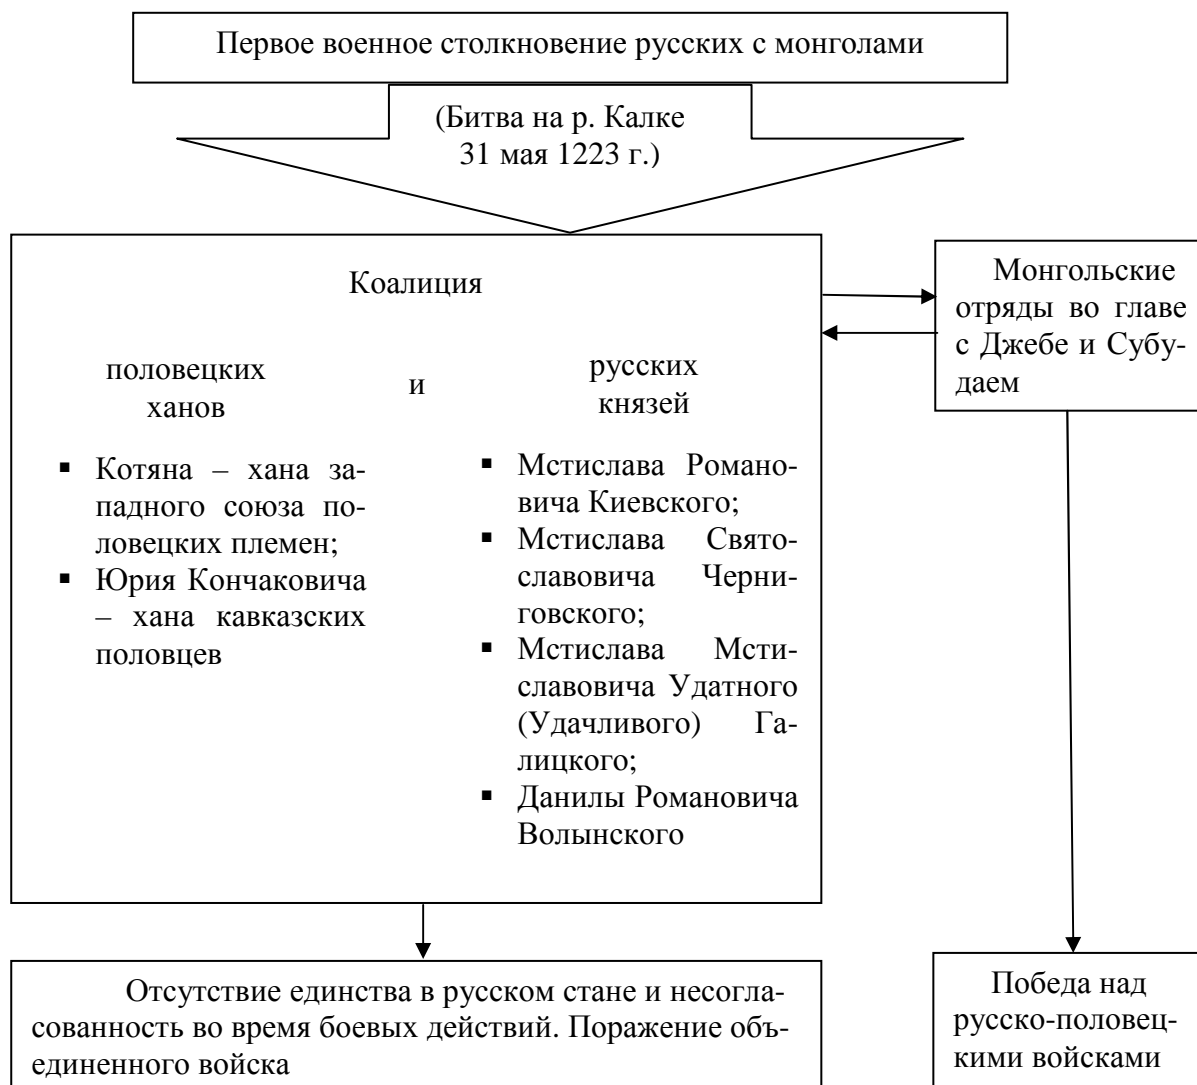 Первое военное столкновение русских с монголами
(Битва на р. Калке
31 мая 1223 г.)
Коалиция
половецких
ханов
и
русских
князей
▪ Котяна – хана за-
падного союза по-
ловецких племен;
▪ Юрия Кончаковича
– хана кавказских
половцев
▪ Мстислава Романо-
вича Киевского;
▪ Мстислава Свято-
славовича Черни-
говского;
▪ Мстислава Мсти-
славовича Удатного
(Удачливого) Га-
лицкого;
▪ Данилы Романовича
Волынского
Монгольские
отряды во главе
с Джебе и Субу-
даем
Отсутствие единства в русском стане и несогла-
сованность во время боевых действий. Поражение объ-
единенного войска
Победа над
русско-половец-
кими войсками